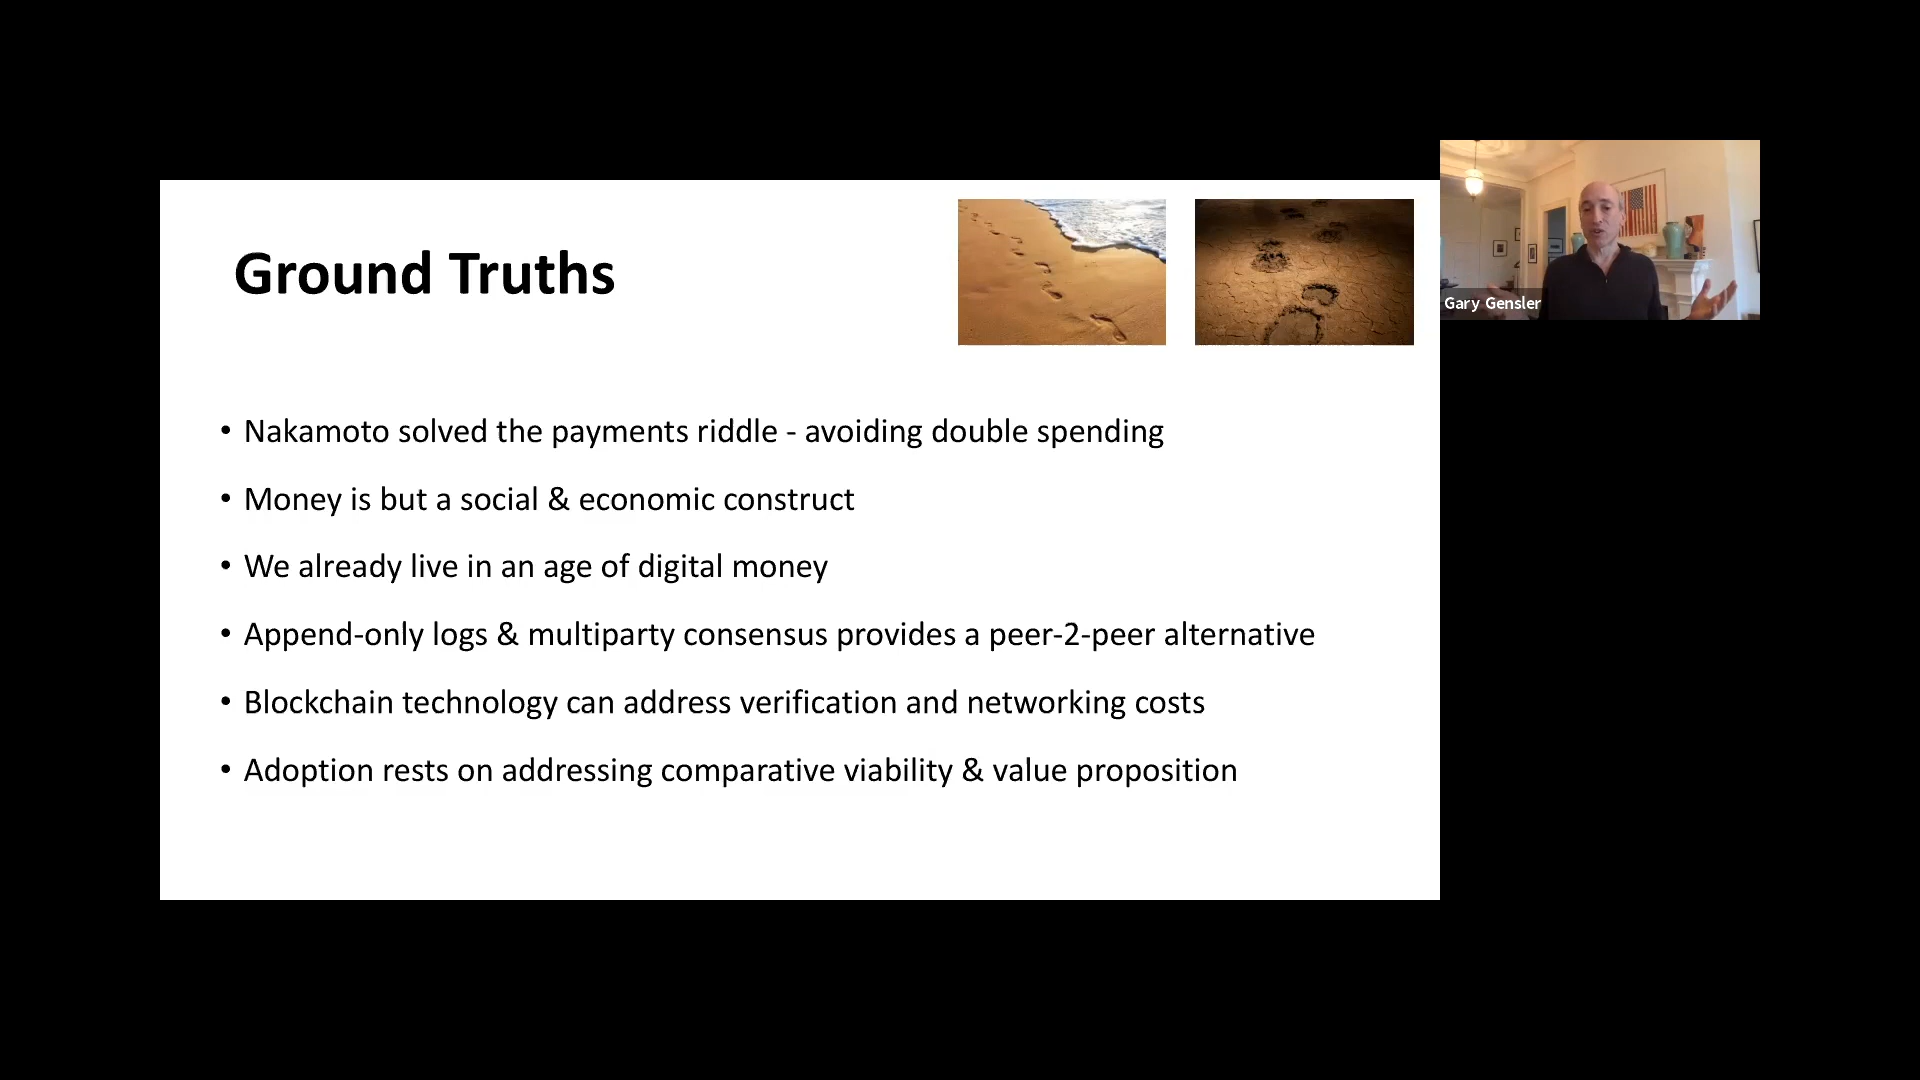 Ground Truths
Gary Gensler
• Nakamoto solved the payments riddle - avoiding double spending
• Money is but a social & economic construct
• We already live in an age of digital money
• Append-only logs & multiparty consensus provides a peer-2-peer alternative
• Blockchain technology can address verification and networking costs
• Adoption rests on addressing comparative viability & value proposition